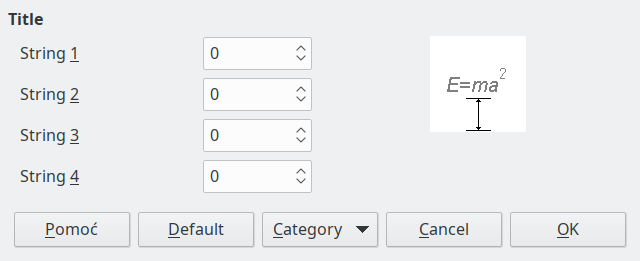 Title
String 1 0
String 2 0
String 3 0
String 4 0
E=ma²
Pomoć Default Category Cancel OK